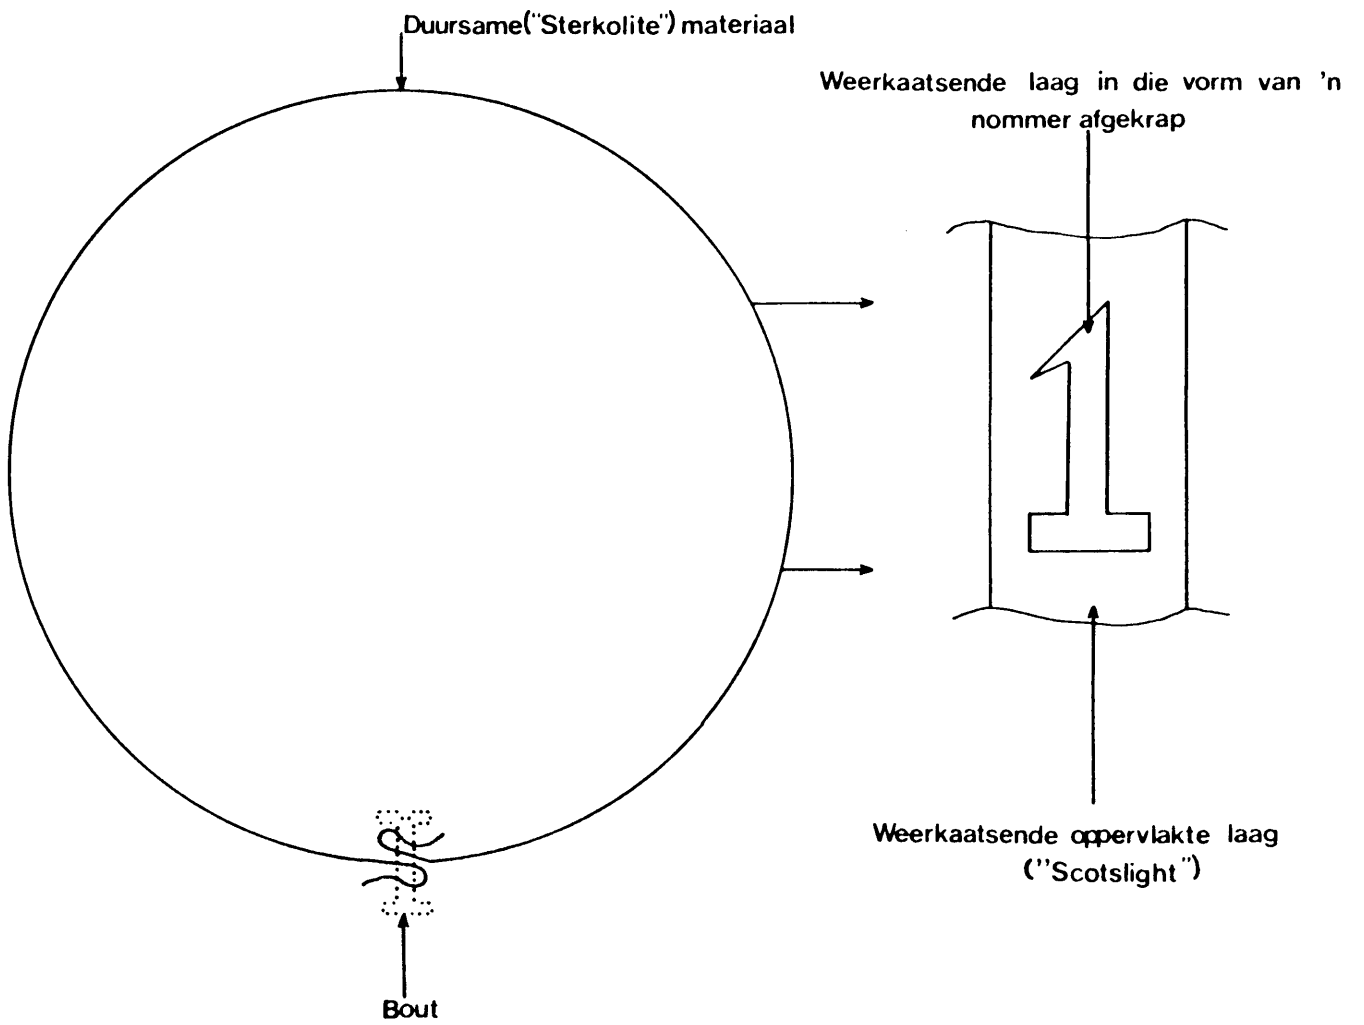 Duursame("Sterkolite") materiaal
Weerkaatsende laag in die vorm van 'n
nommer afgekrap
1
Weerkaatsende oppervlakte laag
("Scotslight")
Bout